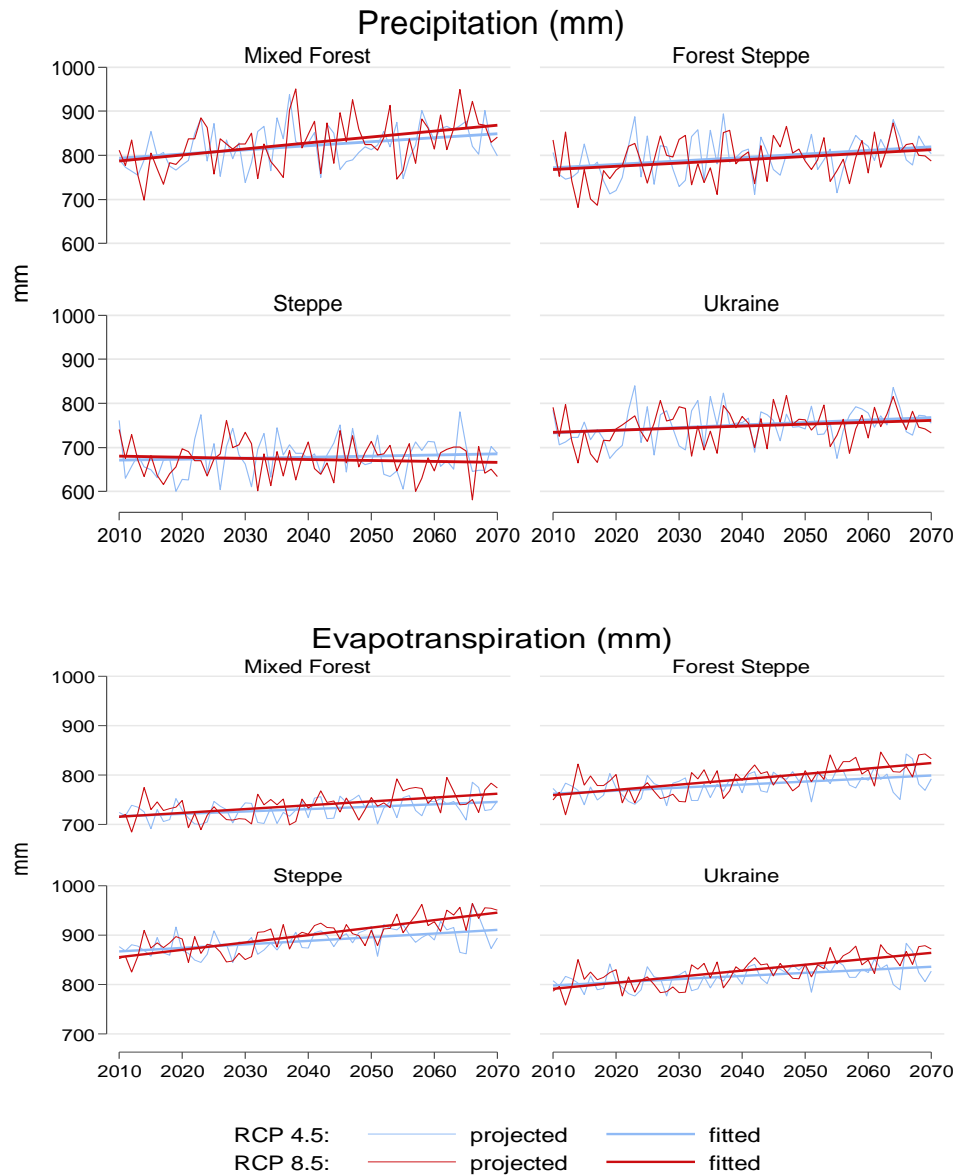 Precipitation (mm)
Mixed Forest Forest Steppe
1000
900
800
700
600
mm
Steppe Ukraine
1000
900
800
700
600
2010 2020 2030 2040 2050 2060 2070 2010 2020 2030 2040 2050 2060 2070
Evapotranspiration (mm)
Mixed Forest Forest Steppe
1000
900
800
700
mm
Steppe Ukraine
1000
900
800
700
2010 2020 2030 2040 2050 2060 2070 2010 2020 2030 2040 2050 2060 2070
RCP 4.5: projected fitted
RCP 8.5: projected fitted